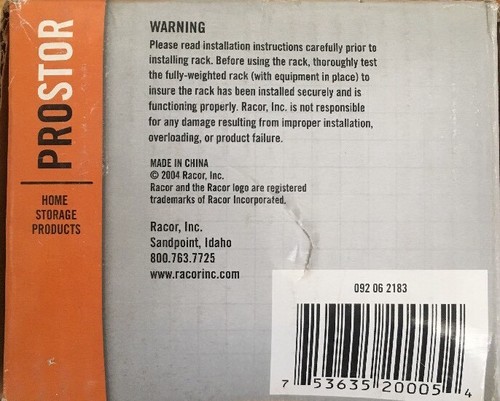 PROSTOR
HOME
STORAGE
PRODUCTS
WARNING
Please read installation instructions carefully prior to
installing rack. Before using the rack, thoroughly test
the fully-weighted rack (with equipment in place) to
insure the rack has been installed securely and is
functioning properly. Racor, Inc. is not responsible
for any damage resulting from improper installation,
overloading, or product failure.
MADE IN CHINA
© 2004 Racor, Inc.
Racor and the Racor logo are registered
trademarks of Racor Incorporated.
Racor, Inc.
Sandpoint, Idaho
800.763.7725
www.racorinc.com
092 06 2183
7 53635 20005 4